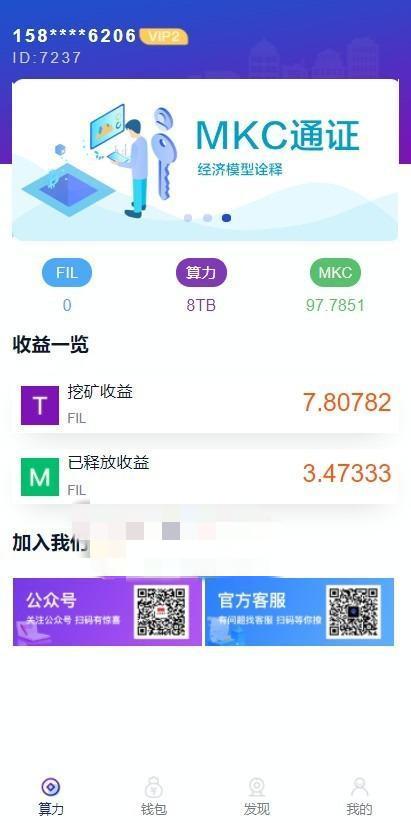 158****6206 VIP2
ID:7237
MKC通证
经济模型诠释
FIL 算力 MKC
0 8TB 97.7851
收益一览
T 挖矿收益 7.80782
FIL
M 已释放收益 3.47333
FIL
加入我们
公众号 官方客服
关注公众号 扫码有惊喜 有问题找客服 扫码等你撩
算力 钱包 发现 我的